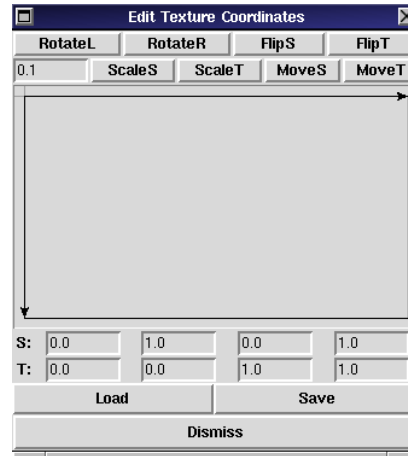 Edit Texture Coordinates
RotateL RotateR FlipS FlipT
0.1 ScaleS ScaleT MoveS MoveT
S: 0.0 1.0 0.0 1.0
T: 0.0 0.0 1.0 1.0
Load Save
Dismiss